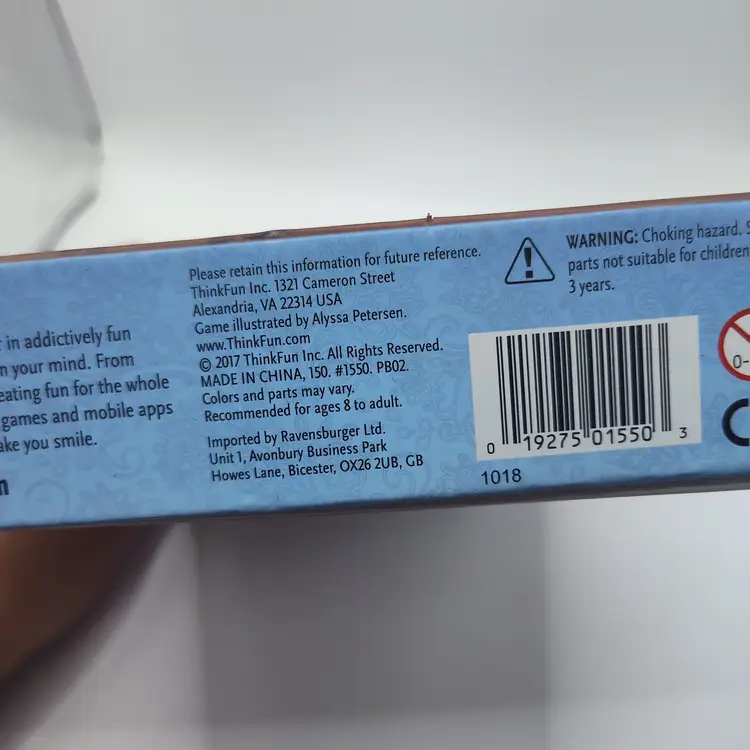 r in addictively fun
n your mind. From
eating fun for the whole
games and mobile apps
ake you smile.
m
Please retain this information for future reference.
ThinkFun Inc. 1321 Cameron Street
Alexandria, VA 22314 USA
Game illustrated by Alyssa Petersen.
www.ThinkFun.com
© 2017 ThinkFun Inc. All Rights Reserved.
MADE IN CHINA, 150. #1550. PB02.
Colors and parts may vary.
Recommended for ages 8 to adult.
Imported by Ravensburger Ltd.
Unit 1, Avonbury Business Park
Howes Lane, Bicester, OX26 2UB, GB
WARNING: Choking hazard. S
parts not suitable for children
3 years.
0 19275 01550 3
1018
0-